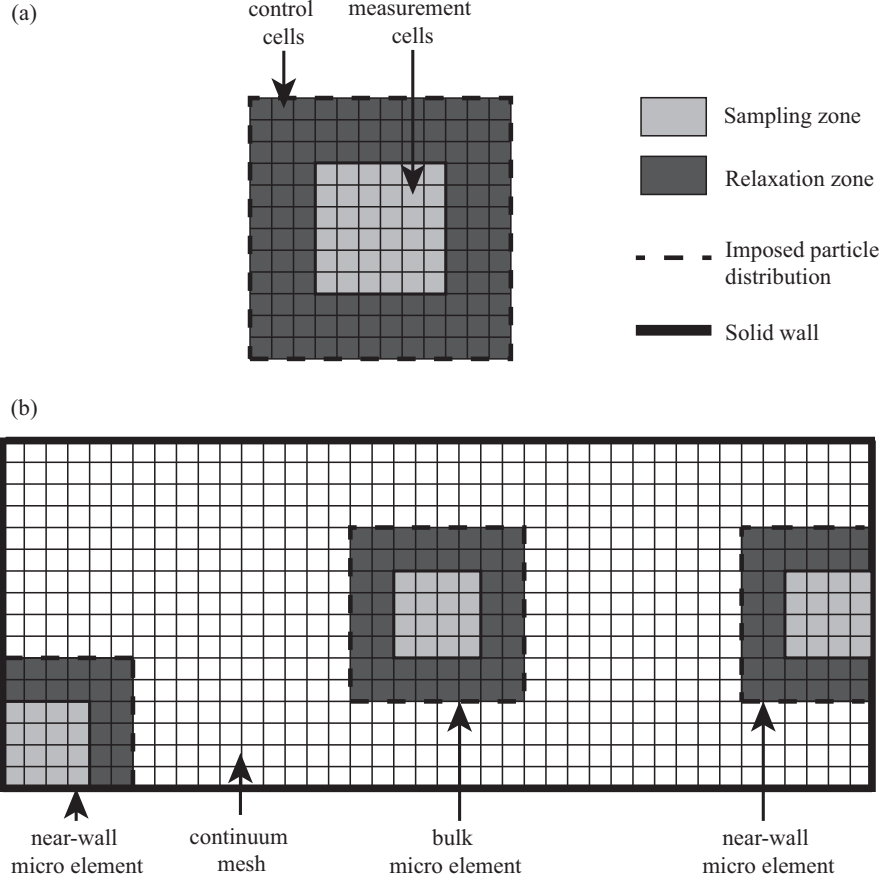 (a)
control
cells
measurement
cells
Sampling zone
Relaxation zone
Imposed particle
distribution
Solid wall
(b)
near-wall
micro element
continuum
mesh
bulk
micro element
near-wall
micro element